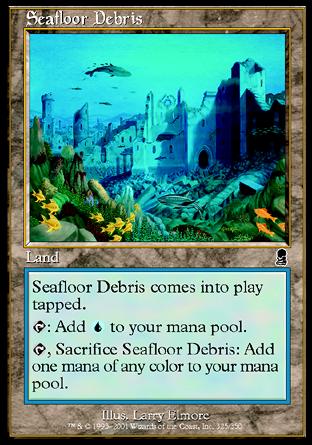 Seafloor Debris
Land
Seafloor Debris comes into play
tapped.
: Add to your mana pool.
, Sacrifice Seafloor Debris: Add
one mana of any color to your mana
pool.
Illus. Larry Elmore
™ & © 1993–2001 Wizards of the Coast, Inc. 325/350